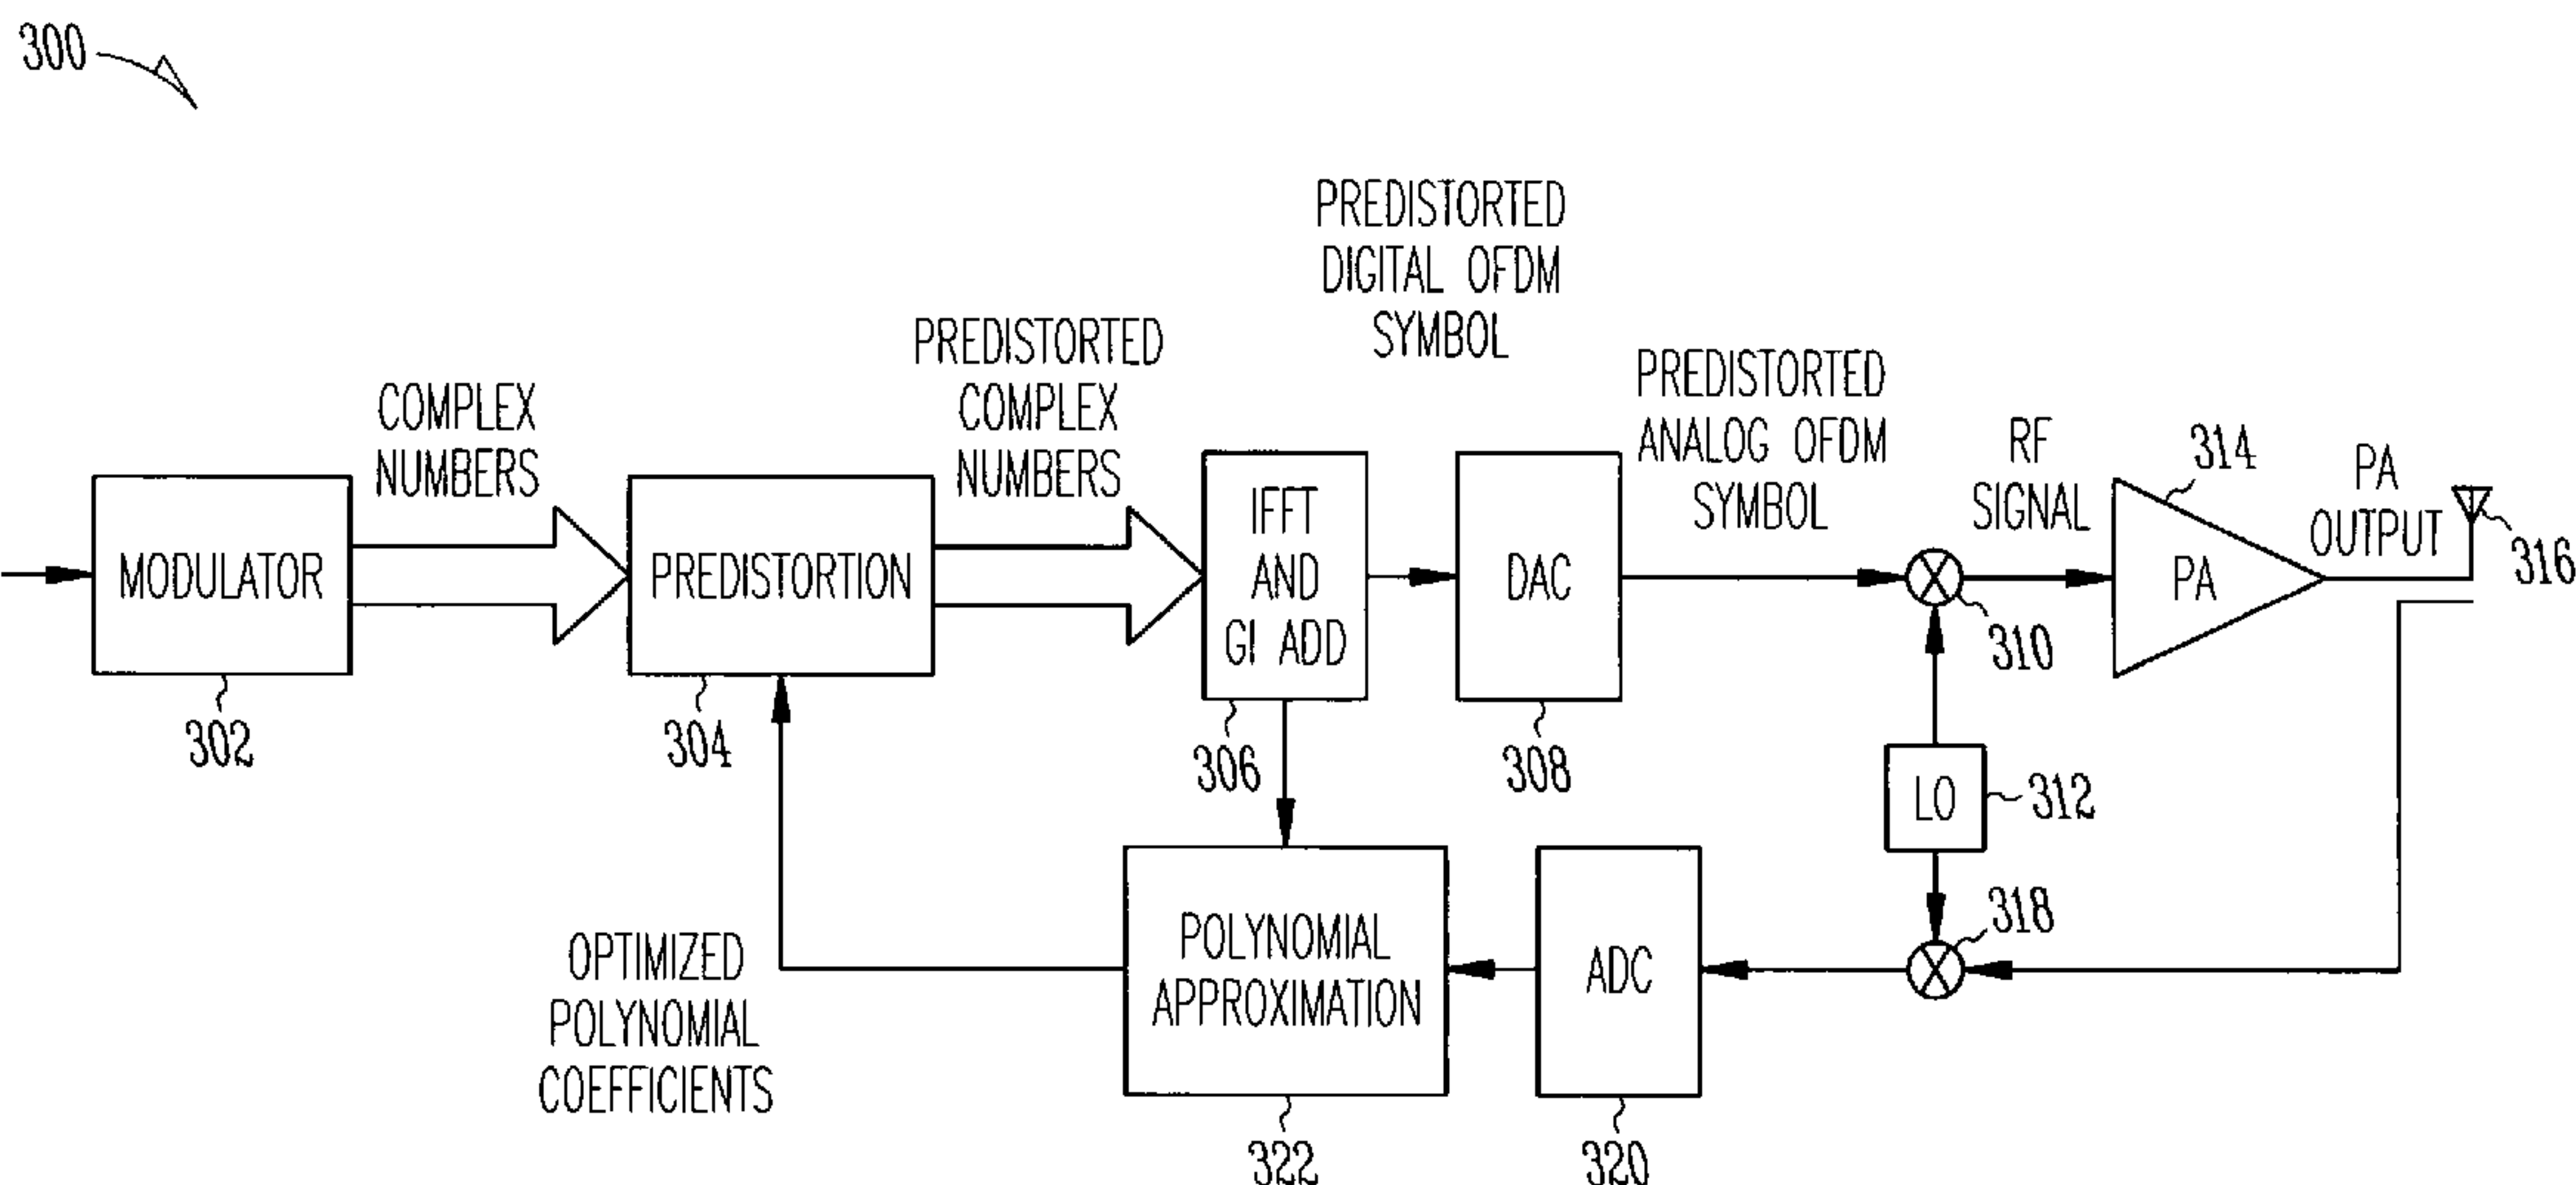 300
PREDISTORTED
DIGITAL OFDM
SYMBOL
PREDISTORTED
COMPLEX
NUMBERS
COMPLEX
NUMBERS
PREDISTORTED
ANALOG OFDM
SYMBOL
RF
SIGNAL
314
PA
OUTPUT
316
MODULATOR
302
PREDISTORTION
304
IFFT
AND
GI ADD
306
DAC
308
310
PA
LO
312
318
OPTIMIZED
POLYNOMIAL
COEFFICIENTS
POLYNOMIAL
APPROXIMATION
322
ADC
320